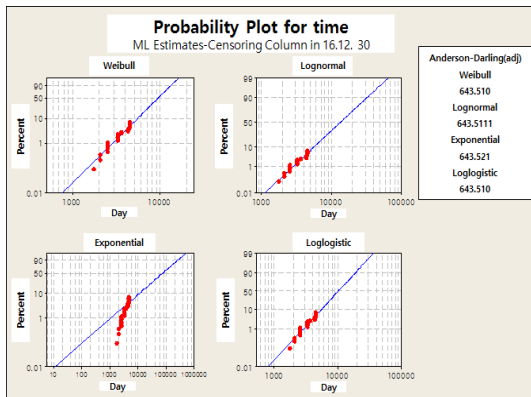 Probability Plot for time
ML Estimates-Censoring Column in 16.12. 30
Weibull
Percent
90
50
10
1
0.01
1000
10000
Day
Lognormal
Percent
99
90
50
10
1
0.01
1000
10000
100000
Day
Exponential
Percent
90
50
10
1
0.01
10
100
1000
10000
100000
1000000
Day
Loglogistic
Percent
99
90
50
10
1
0.01
1000
10000
100000
Day
Anderson-Darling(adj)
Weibull
643.510
Lognormal
643.5111
Exponential
643.521
Loglogistic
643.510